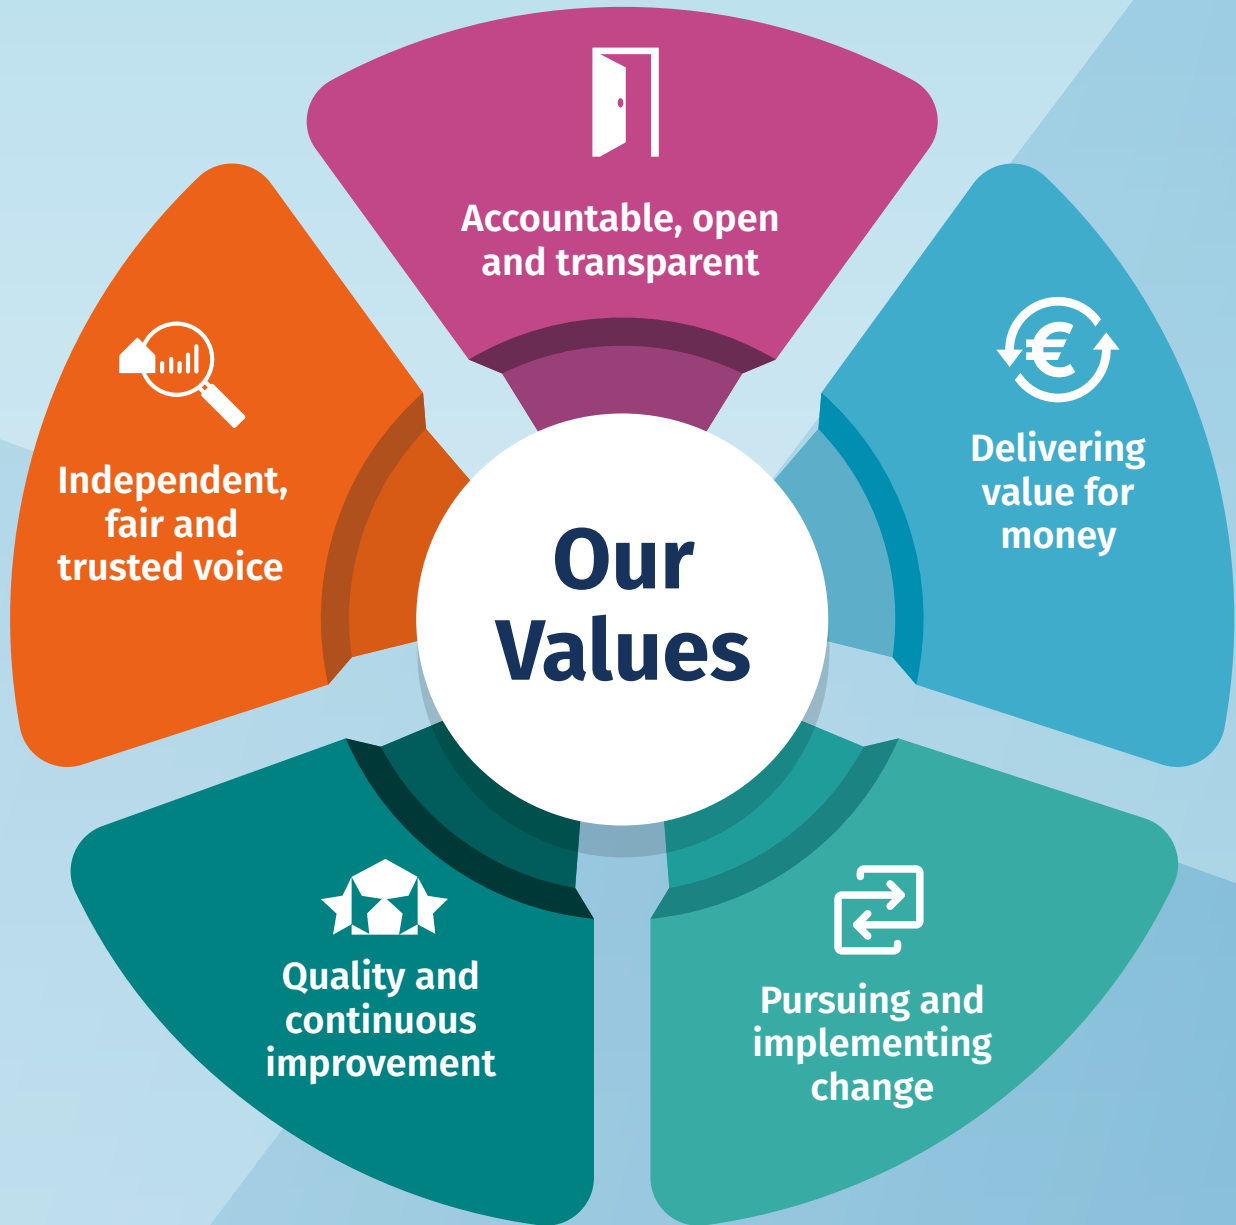 Accountable, open
and transparent
Delivering
value for
money
Pursuing and
implementing
change
Quality and
continuous
improvement
Independent,
fair and
trusted voice
Our
Values
€